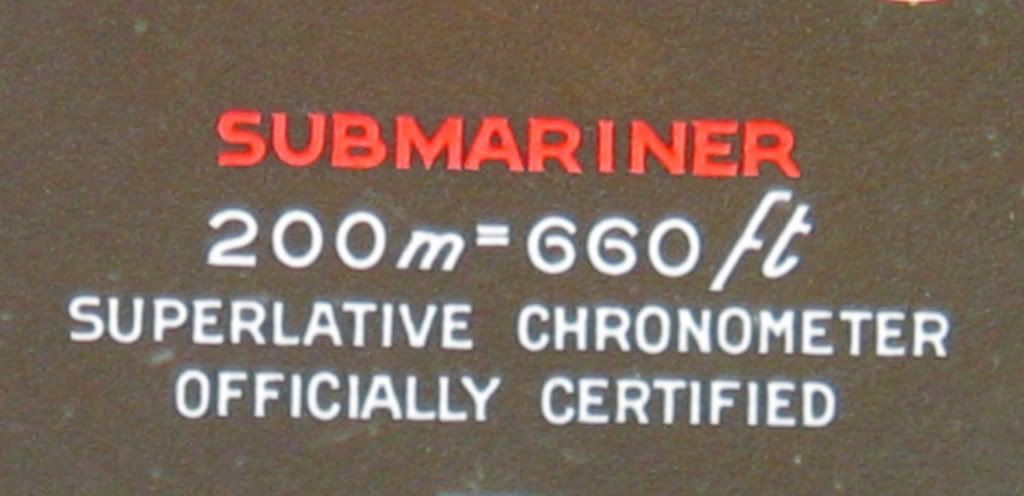 SUBMARINER
200m=660ft
SUPERLATIVE CHRONOMETER
OFFICIALLY CERTIFIED